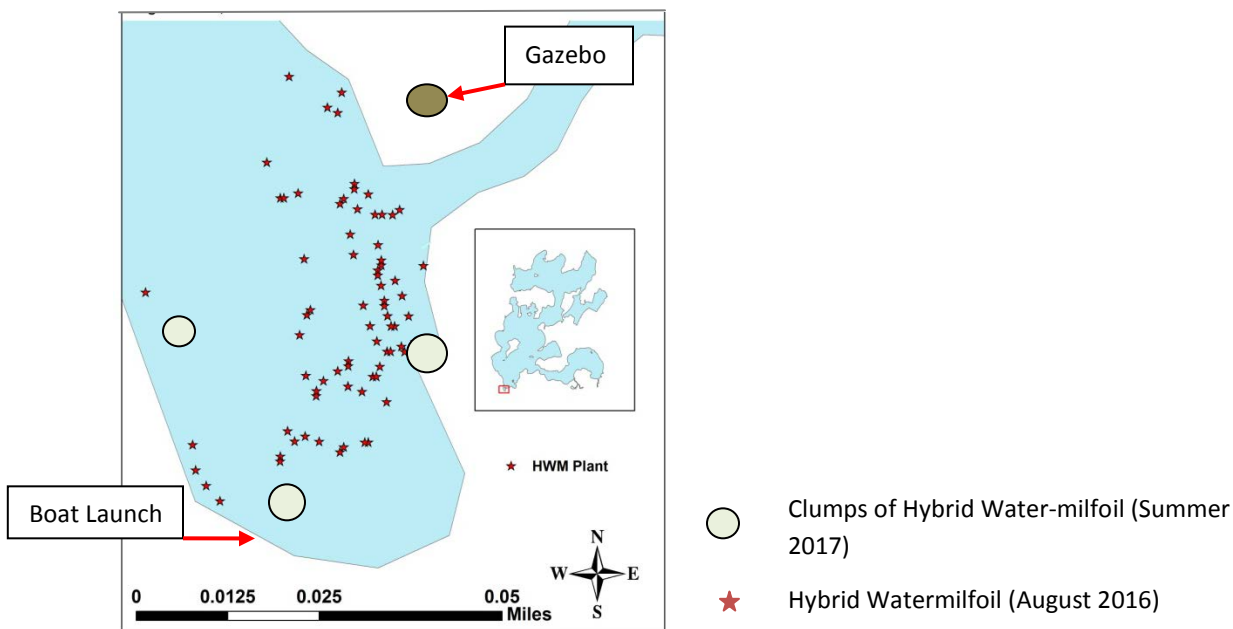 Gazebo
HWM Plant
Boat Launch
N
W E
S
0 0.0125 0.025 0.05
Miles
Clumps of Hybrid Water-milfoil (Summer
2017)
Hybrid Watermilfoil (August 2016)